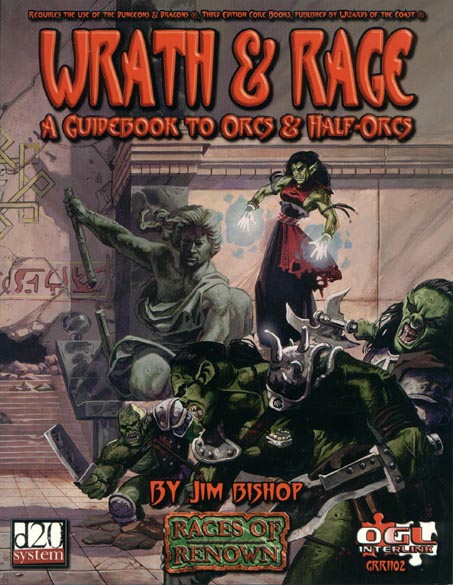 REQUIRES THE USE OF THE DUNGEONS & DRAGONS ®, THIRD EDITION CORE BOOKS, PUBLISHED BY WIZARDS OF THE COAST ®
WRATH & RAGE
A GUIDEBOOK TO ORCS & HALF-ORCS
BY JIM BISHOP
RACES OF
RENOWN
d20
system
OGL
INTERLINK
GRR1102